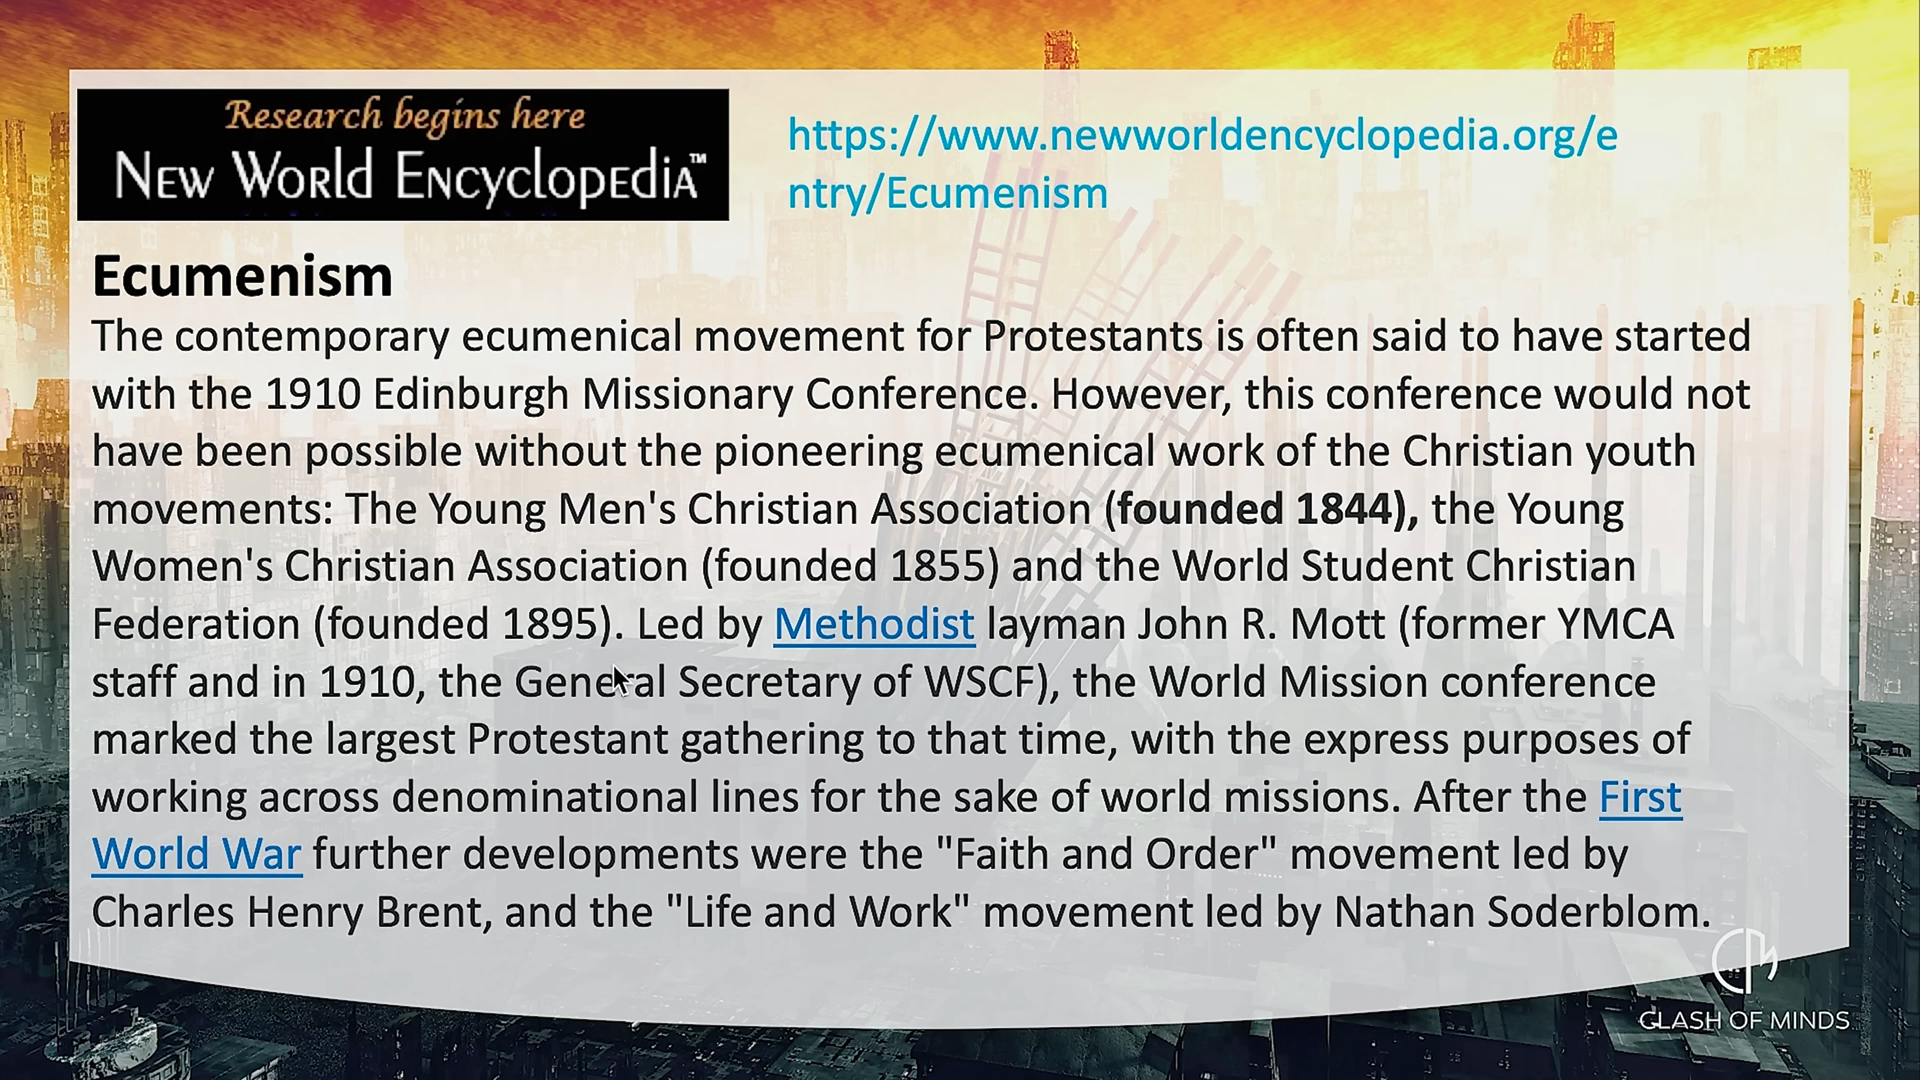 Research begins here
New World Encyclopedia™
https://www.newworldencyclopedia.org/e
ntry/Ecumenism
Ecumenism
The contemporary ecumenical movement for Protestants is often said to have started
with the 1910 Edinburgh Missionary Conference. However, this conference would not
have been possible without the pioneering ecumenical work of the Christian youth
movements: The Young Men's Christian Association (founded 1844), the Young
Women's Christian Association (founded 1855) and the World Student Christian
Federation (founded 1895). Led by Methodist layman John R. Mott (former YMCA
staff and in 1910, the General Secretary of WSCF), the World Mission conference
marked the largest Protestant gathering to that time, with the express purposes of
working across denominational lines for the sake of world missions. After the First
World War further developments were the "Faith and Order" movement led by
Charles Henry Brent, and the "Life and Work" movement led by Nathan Soderblom.
CLASH OF MINDS